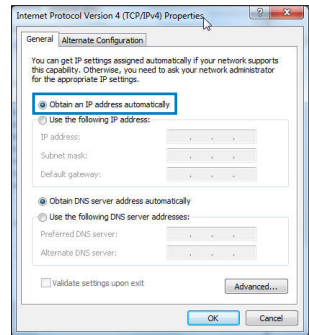 Internet Protocol Version 4 (TCP/IPv4) Properties
General
Alternate Configuration
You can get IP settings assigned automatically if your network supports
this capability. Otherwise, you need to ask your network administrator
for the appropriate IP settings.
Obtain an IP address automatically
Use the following IP address:
IP address:
Subnet mask:
Default gateway:
Obtain DNS server address automatically
Use the following DNS server addresses:
Preferred DNS server:
Alternate DNS server:
Validate settings upon exit
Advanced...
OK
Cancel